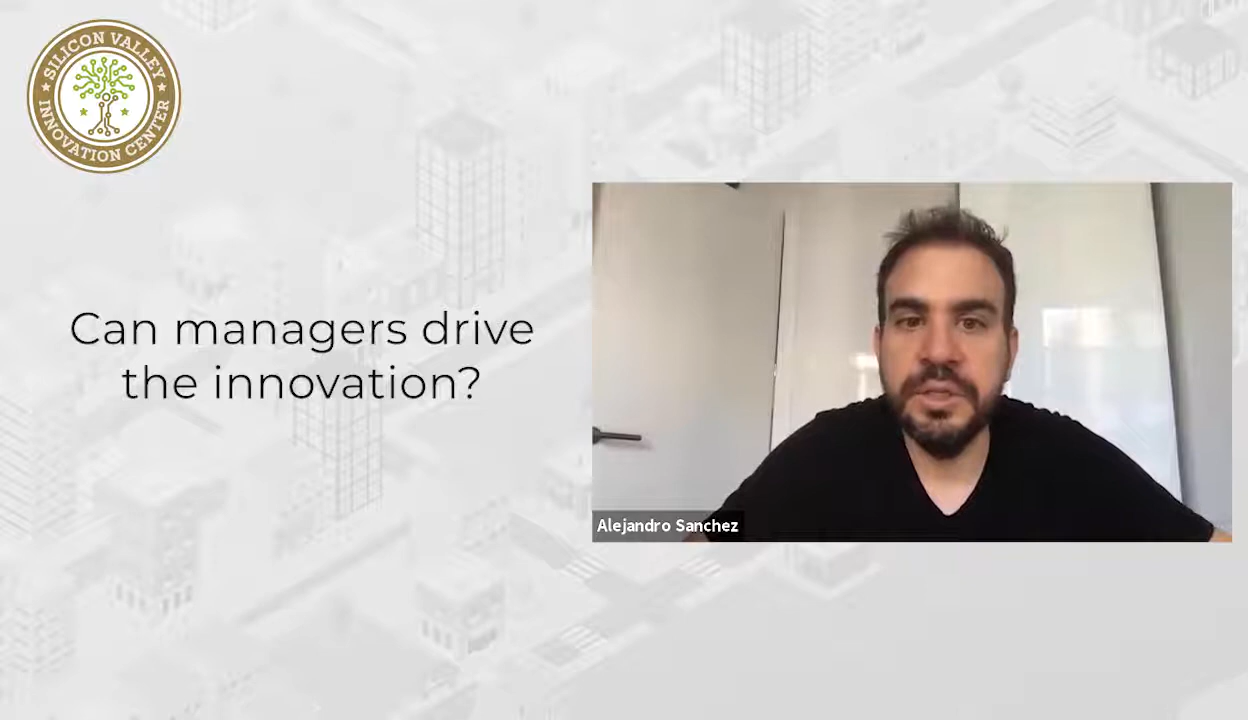 SILICON VALLEY
INNOVATION CENTER
Can managers drive
the innovation?
Alejandro Sanchez